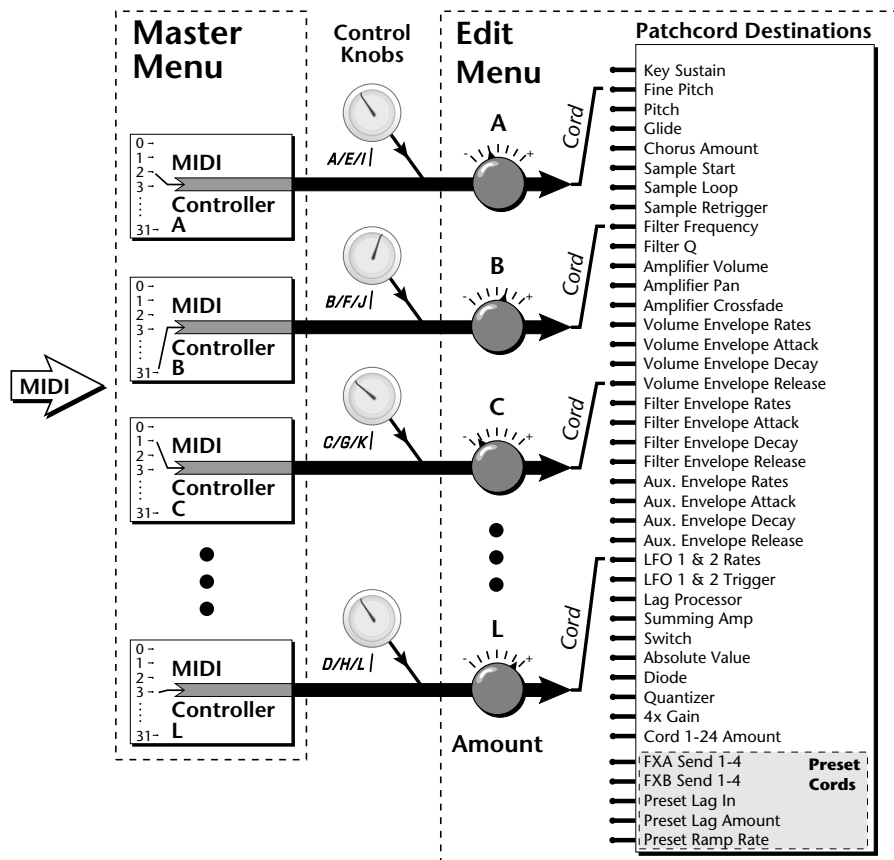 Master
Menu
Control
Knobs
Edit
Menu
Patchcord Destinations
MIDI
0
1
2
3
31
MIDI
Controller
A
A/E/I
A
- +
Cord
0
1
2
3
31
MIDI
Controller
B
B/F/J
B
- +
Cord
0
1
2
3
31
MIDI
Controller
C
C/G/K
C
- +
Cord
0
1
2
3
31
MIDI
Controller
L
D/H/L
L
- +
Cord
Amount
Key Sustain
Fine Pitch
Pitch
Glide
Chorus Amount
Sample Start
Sample Loop
Sample Retrigger
Filter Frequency
Filter Q
Amplifier Volume
Amplifier Pan
Amplifier Crossfade
Volume Envelope Rates
Volume Envelope Attack
Volume Envelope Decay
Volume Envelope Release
Filter Envelope Rates
Filter Envelope Attack
Filter Envelope Decay
Filter Envelope Release
Aux. Envelope Rates
Aux. Envelope Attack
Aux. Envelope Decay
Aux. Envelope Release
LFO 1 & 2 Rates
LFO 1 & 2 Trigger
Lag Processor
Summing Amp
Switch
Absolute Value
Diode
Quantizer
4x Gain
Cord 1-24 Amount
FXA Send 1-4
FXB Send 1-4
Preset Lag In
Preset Lag Amount
Preset Ramp Rate
Preset
Cords